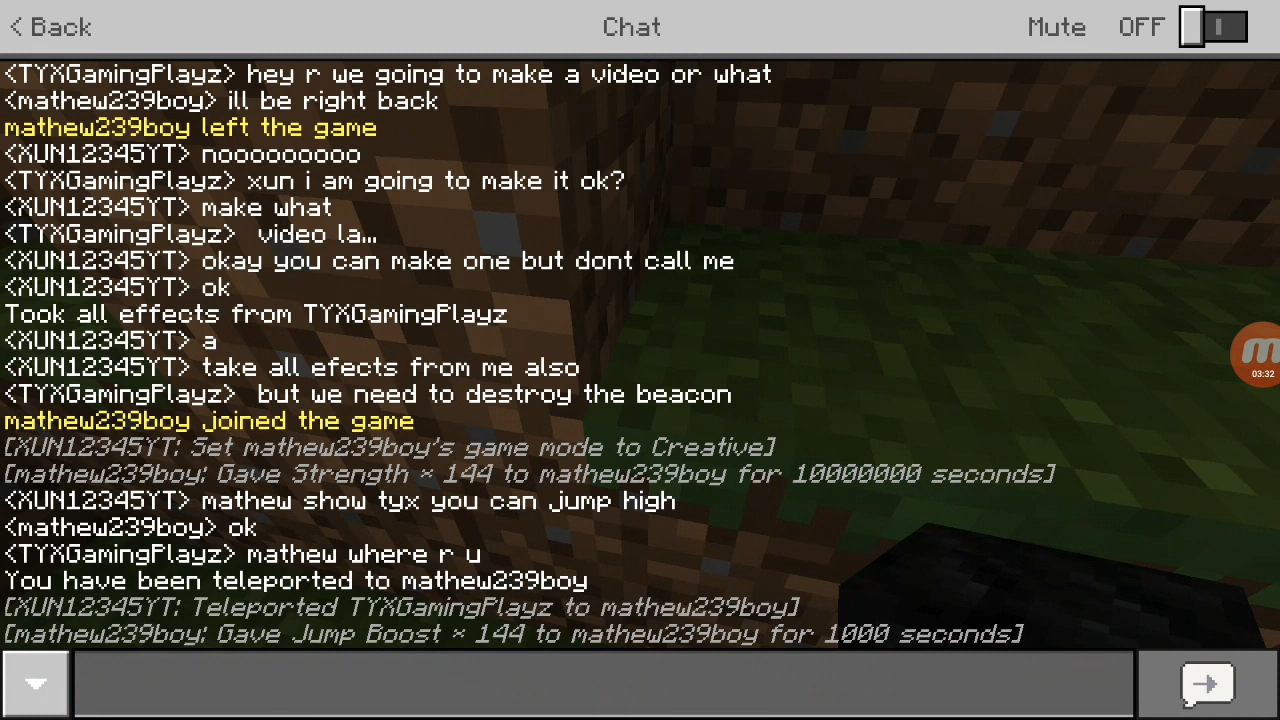 < Back
Chat
Mute OFF
<TYXGamingPlayz> hey r we going to make a video or what
<mathew239boy> ill be right back
mathew239boy left the game
<XUN12345YT> noooooooooo
<TYXGamingPlayz> xun i am going to make it ok?
<XUN12345YT> make what
<TYXGamingPlayz>  video la...
<XUN12345YT> okay you can make one but dont call me
<XUN12345YT> ok
Took all effects from TYXGamingPlayz
<XUN12345YT> a
<XUN12345YT> take all efects from me also
<TYXGamingPlayz>  but we need to destroy the beacon
mathew239boy joined the game
[XUN12345YT: Set mathew239boy's game mode to Creative]
[mathew239boy: Gave Strength × 144 to mathew239boy for 10000000 seconds]
<XUN12345YT> mathew show tyx you can jump high
<mathew239boy> ok
<TYXGamingPlayz> mathew where r u
You have been teleported to mathew239boy
[XUN12345YT: Teleported TYXGamingPlayz to mathew239boy]
[mathew239boy: Gave Jump Boost × 144 to mathew239boy for 1000 seconds]
03:32